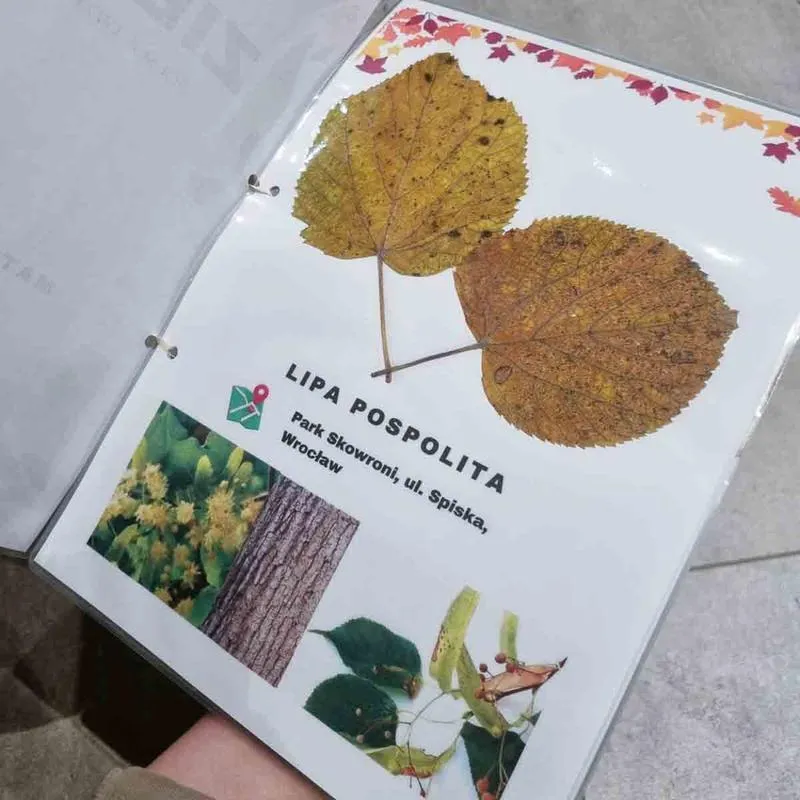 LIPA POSPOLITA
Park Skowroni, ul. Spiska,
Wrocław